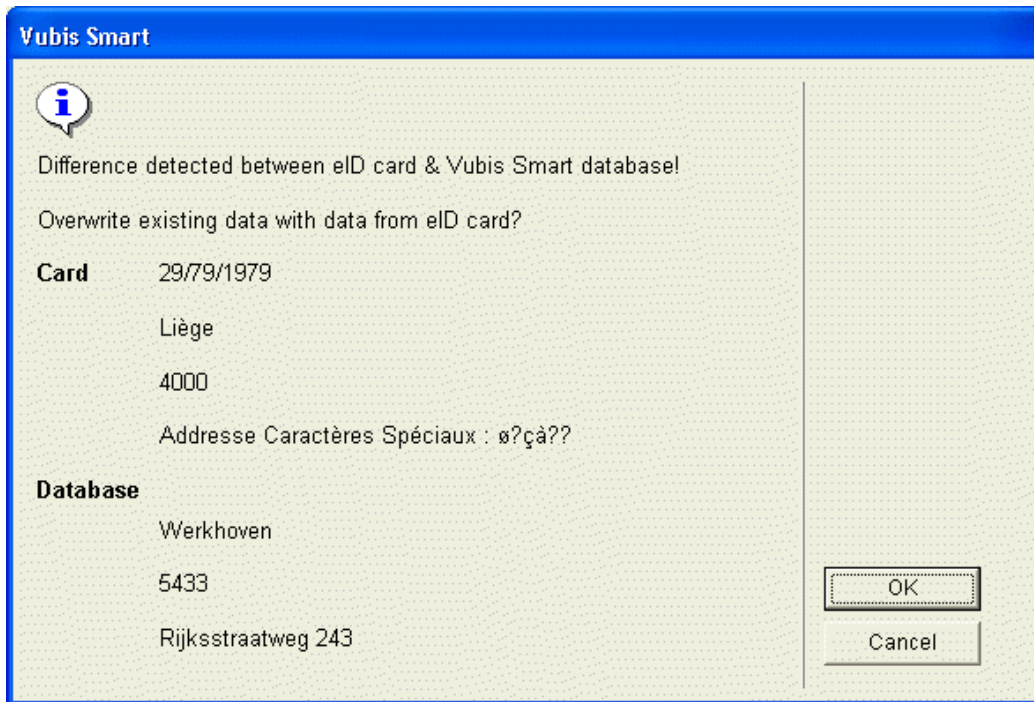 Vubis Smart
Difference detected between eID card & Vubis Smart database!
Overwrite existing data with data from eID card?
Card 29/79/1979
Liège
4000
Addresse Caractères Spéciaux : ø?çà??
Database
Werkhoven
5433
Rijksstraatweg 243
OK
Cancel